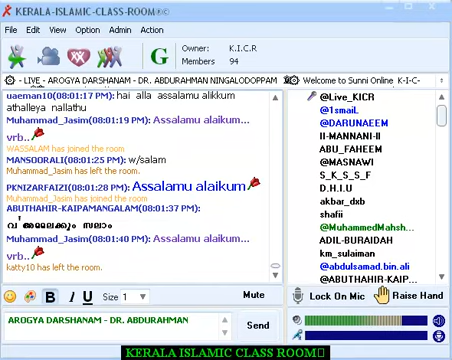 KERALA-ISLAMIC-CLASS-ROOM®©
File Edit View Option Admin Action
G
Owner: K.I.C.R
Members 94
- LIVE - AROGYA DARSHANAM - DR. ABDURAHMAN NINGALODOPPAM
uaeman10(08:01:17 PM): hai alla assalamu alikkum
athalleya nallathu
Muhammad_Jasim(08:01:19 PM): Assalamu alaikum...
vrb..
WASSALAM has joined the room
MANSOORALI(08:01:25 PM): w/salam
Muhammad_Jasim has left the room.
PKNIZARFAIZI(08:01:28 PM): Assalamu alaikum
Muhammad_Jasim has joined the room
ABUTHAHIR-KAIPAMANGALAM(08:01:37 PM):
സലാം
Muhammad_Jasim(08:01:40 PM): Assalamu alaikum...
vrb..
katty10 has left the room.
B I U Size 1 Mute
AROGYA DARSHANAM - DR. ABDURAHMAN
Send
Welcome to Sunni Online K-I-C-
@Live_KICR
@1smaiL
@DARUNAEEM
II-MANNANI-II
ABU_FAHEEM
@MASNAWI
S_K_S_S_F
D.H.I.U
akbar_dxb
shafii
@MuhammedMahsh...
ADIL-BURAIDAH
km_sulaiman
@abdulsamad.bin.ali
@ABUTHAHIR-KAIP...
Lock On Mic Raise Hand
KERALA ISLAMIC CLASS ROOM